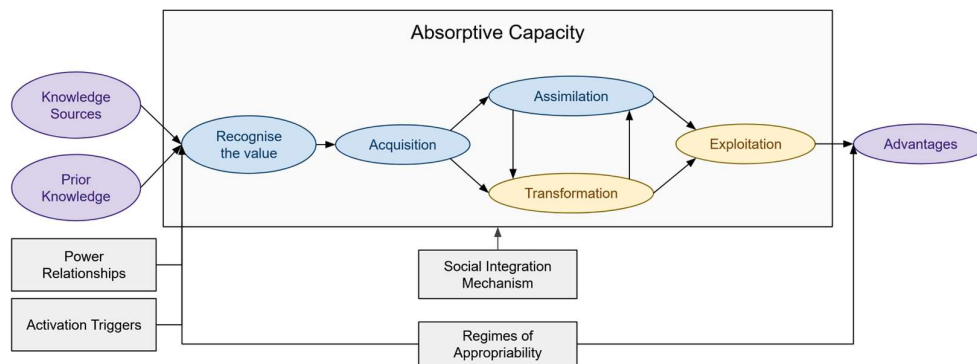 Absorptive Capacity
Knowledge
Sources
Prior
Knowledge
Recognise
the value
Acquisition
Assimilation
Transformation
Exploitation
Advantages
Power
Relationships
Activation Triggers
Social Integration
Mechanism
Regimes of
Appropriability